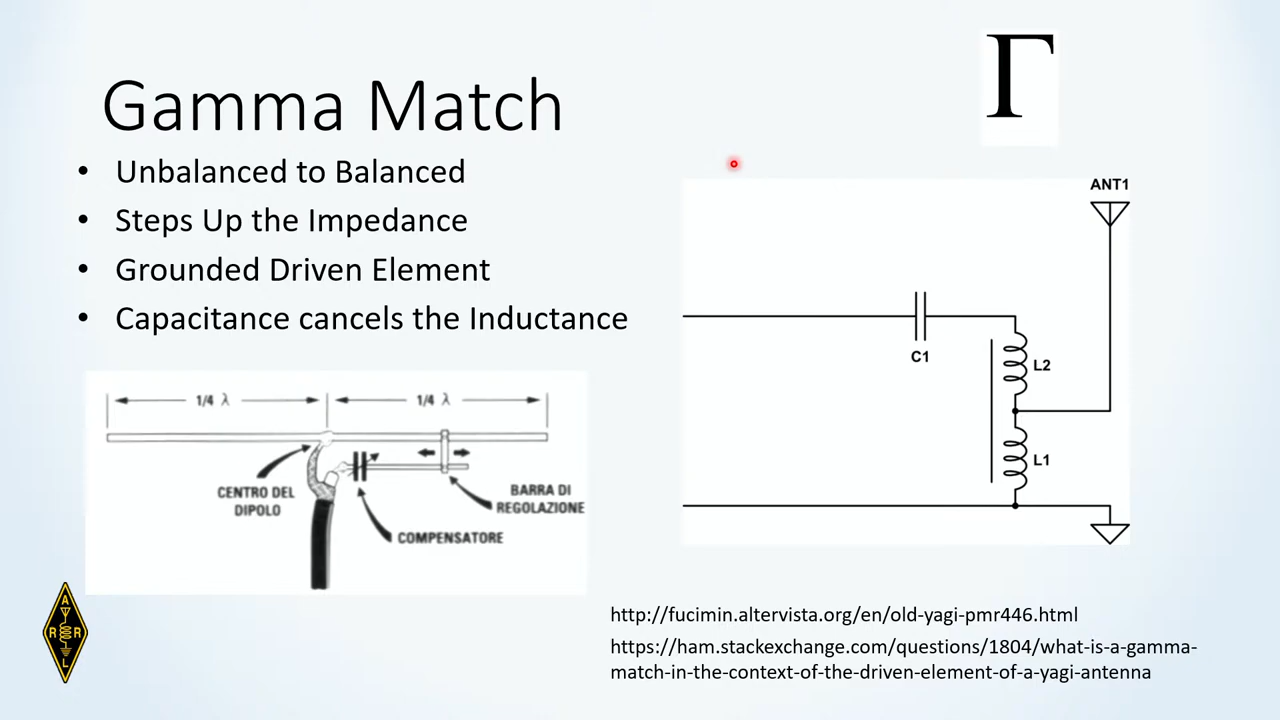 Γ
Gamma Match
• Unbalanced to Balanced
• Steps Up the Impedance
• Grounded Driven Element
• Capacitance cancels the Inductance
ANT1
C1
L2
L1
1/4 λ
1/4 λ
CENTRO DEL
DIPOLO
BARRA DI
REGOLAZIONE
COMPENSATORE
A
R R
L
http://fucimin.altervista.org/en/old-yagi-pmr446.html
https://ham.stackexchange.com/questions/1804/what-is-a-gamma-
match-in-the-context-of-the-driven-element-of-a-yagi-antenna